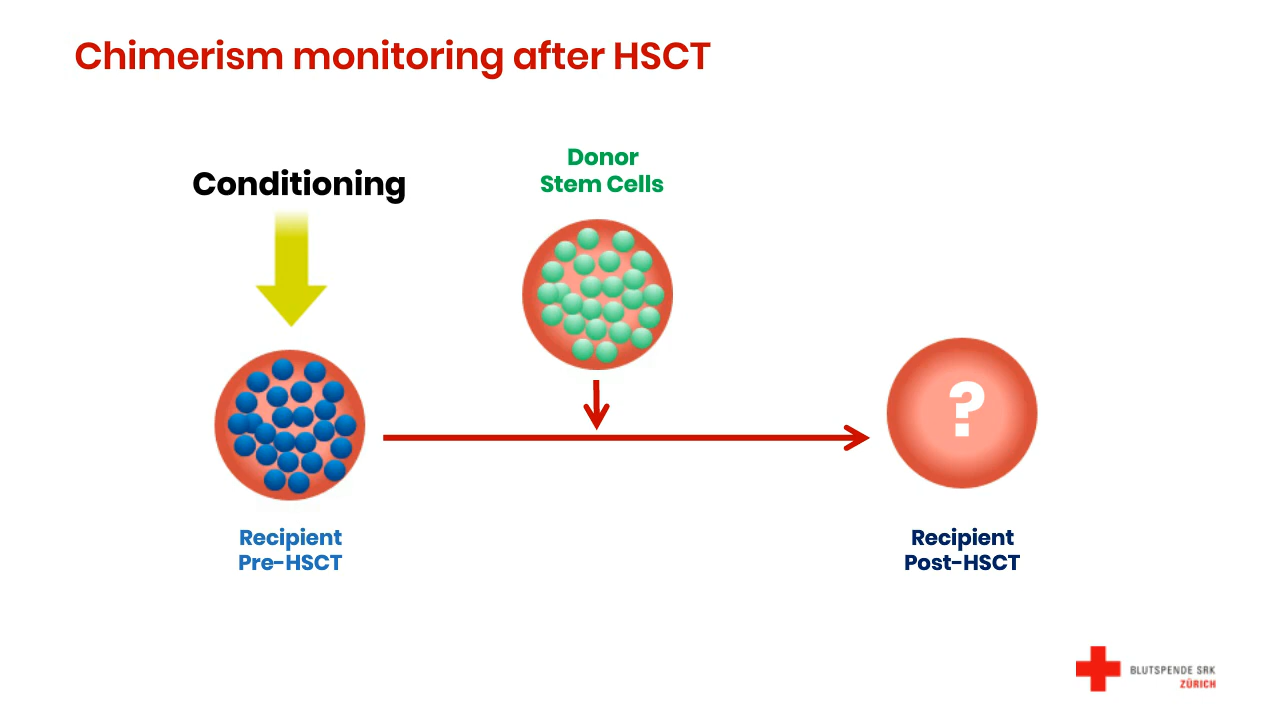 Chimerism monitoring after HSCT
Conditioning
Donor
Stem Cells
?
Recipient
Pre-HSCT
Recipient
Post-HSCT
BLUTSPENDE SRK
ZÜRICH